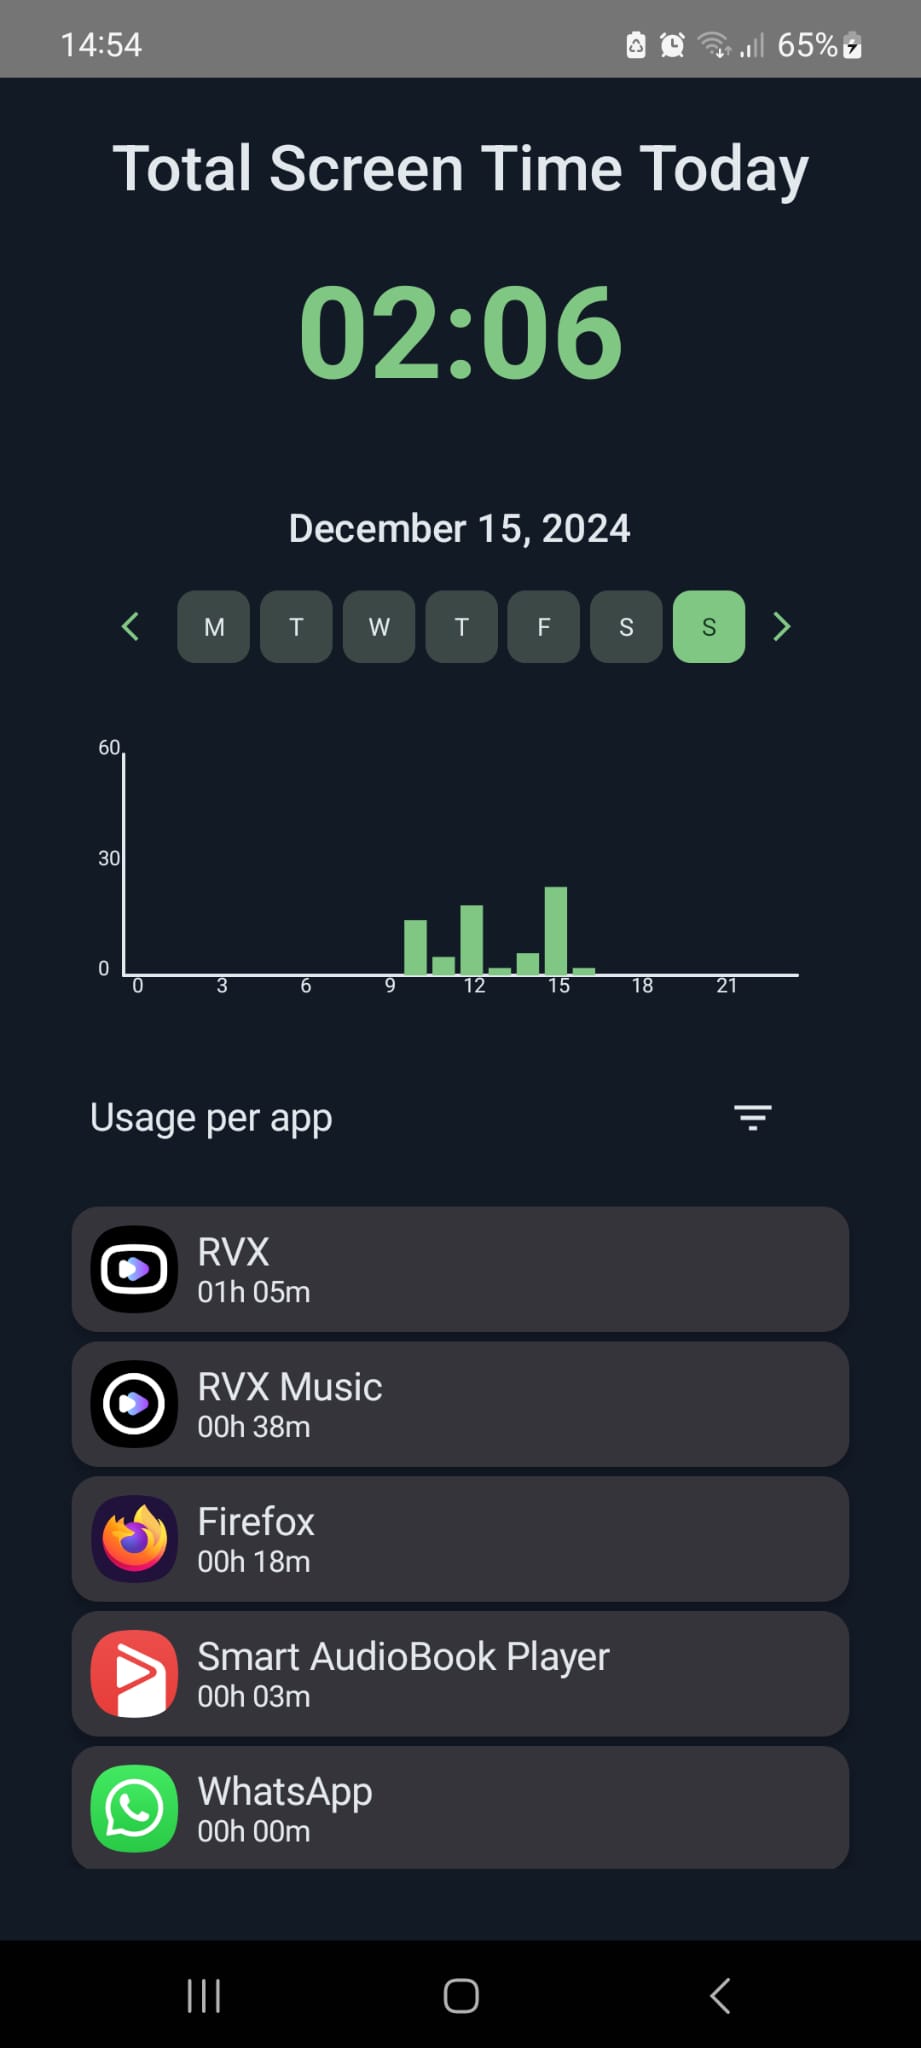 14:54
65%
Total Screen Time Today
02:06
December 15, 2024
M T W T F S S
60
30
0
0 3 6 9 12 15 18 21
Usage per app
RVX
01h 05m
RVX Music
00h 38m
Firefox
00h 18m
Smart AudioBook Player
00h 03m
WhatsApp
00h 00m